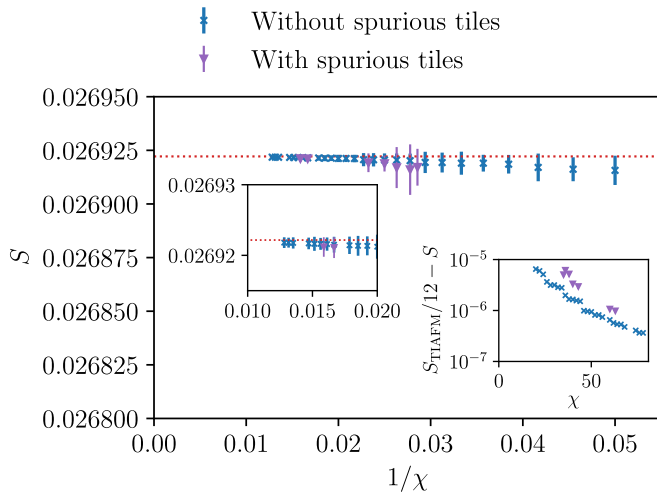 Without spurious tiles
With spurious tiles
0.026950
0.026925
0.026900
0.026875
0.026850
0.026825
0.026800
S
0.02693
0.02692
0.010 0.015 0.020
S_TIAFM/12 − S
10⁻⁵
10⁻⁶
10⁻⁷
0 50
χ
0.00 0.01 0.02 0.03 0.04 0.05
1/χ